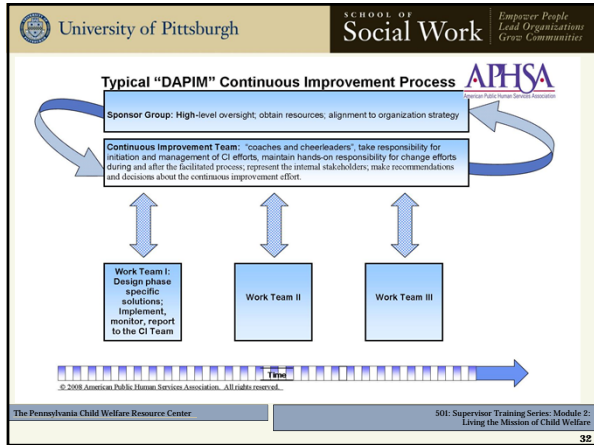 University of Pittsburgh
SCHOOL OF
Social Work
Empower People
Lead Organizations
Grow Communities
Typical “DAPIM” Continuous Improvement Process
APHSA
American Public Human Services Association
Sponsor Group: High-level oversight; obtain resources; alignment to organization strategy
Continuous Improvement Team: “coaches and cheerleaders”, take responsibility for
initiation and management of CI efforts, maintain hands-on responsibility for change efforts
during and after the facilitated process; represent the internal stakeholders; make recommendations
and decisions about the continuous improvement effort.
Work Team I:
Design phase
specific
solutions;
Implement,
monitor, report
to the CI Team
Work Team II
Work Team III
Time
© 2008 American Public Human Services Association. All rights reserved.
The Pennsylvania Child Welfare Resource Center
501: Supervisor Training Series: Module 2:
Living the Mission of Child Welfare
32